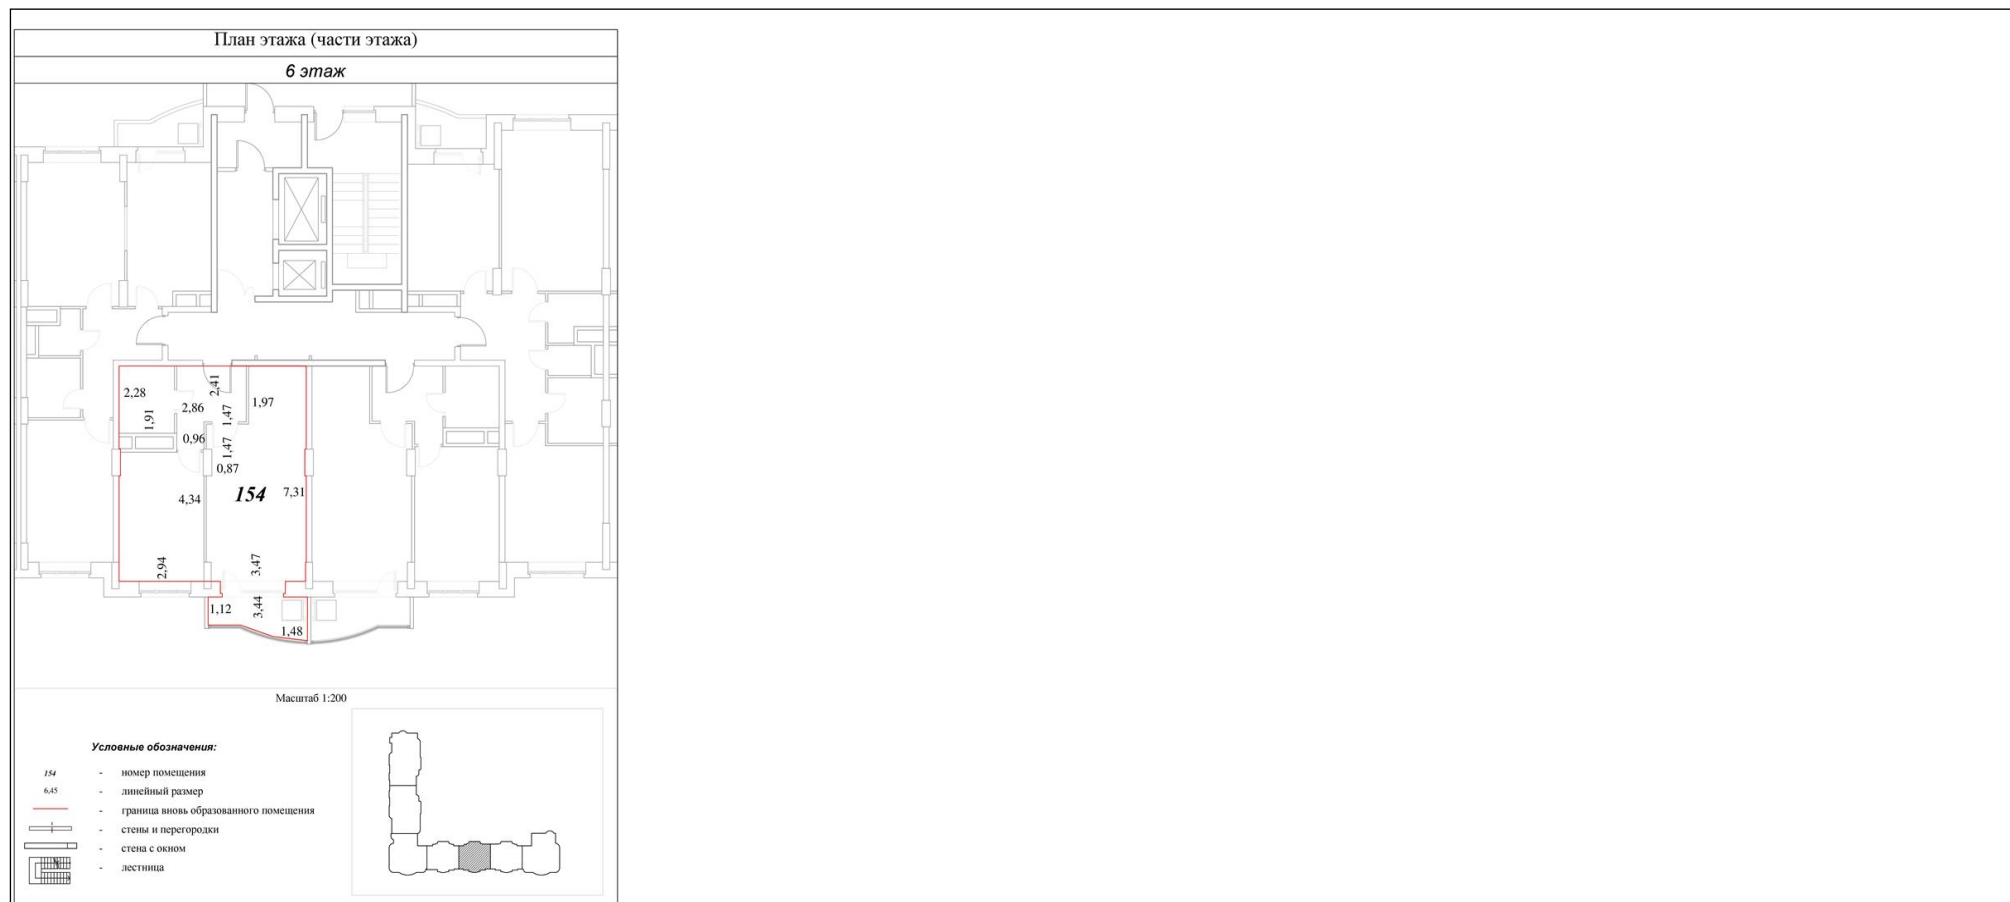 План этажа (части этажа)
6 этаж
2,28
2,41
1,91
2,86
1,47
1,97
0,96
1,47
0,87
4,34
154
7,31
2,94
3,47
1,12
3,44
1,48
Масштаб 1:200
Условные обозначения:
154 - номер помещения
6,45 - линейный размер
- граница вновь образованного помещения
- стены и перегородки
- стена с окном
- лестница